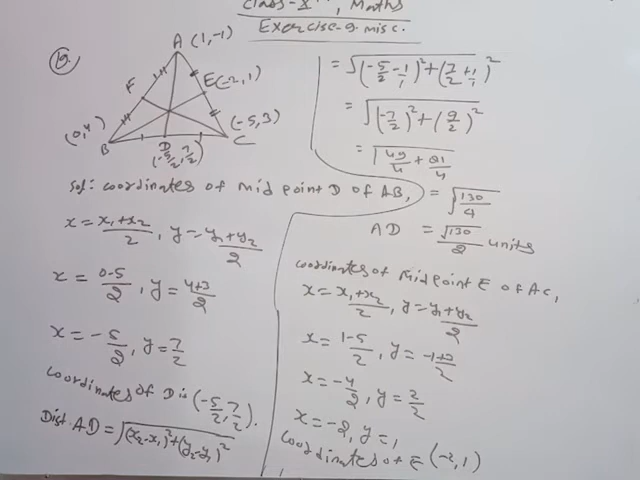 Class-X, Maths
Exercise-9 misc.
19.
A (1,-1)
F
E(-2,1)
(0,4)
B
D
(-5/2, 7/2)
(-5,3)
C
Sol: coordinates of mid point D of AB,
x = x₁+x₂/2, y = y₁+y₂/2
x = 0-5/2, y = 4+3/2
x = -5/2, y = 7/2
coordinates of D is (-5/2, 7/2).
Dist. AD = √(x₂-x₁)²+(y₂-y₁)²
= √(-5/2 - 1/1)² + (7/2 + 1/1)²
= √(-7/2)² + (9/2)²
= √49/4 + 81/4
= √130/4
AD = √130/2 units
coordinates of Midpoint E of AC,
x = x₁+x₂/2, y = y₁+y₂/2
x = 1-5/2, y = -1+3/2
x = -4/2, y = 2/2
x = -2, y = 1
coordinates of E (-2,1)